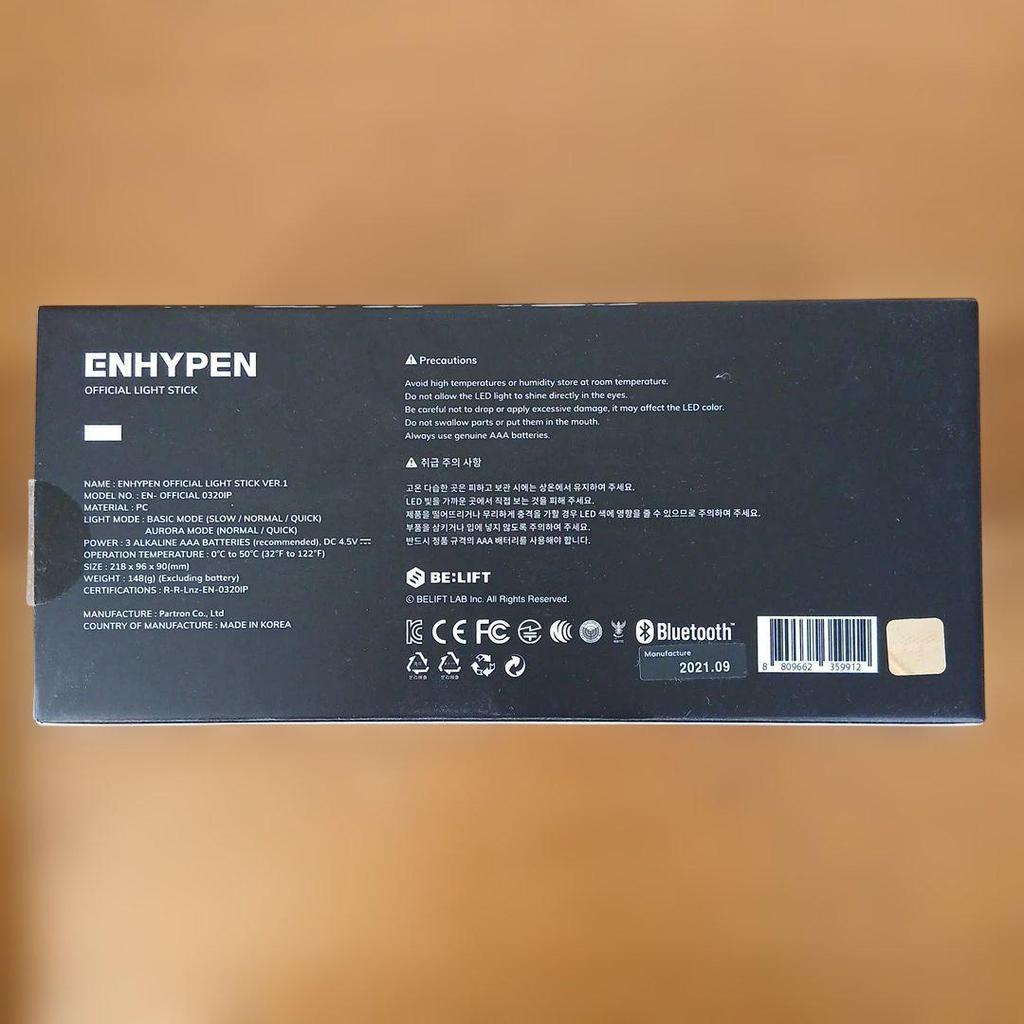 ENHYPEN
OFFICIAL LIGHT STICK
NAME : ENHYPEN OFFICIAL LIGHT STICK VER.1
MODEL NO. : EN- OFFICIAL 0320IP
MATERIAL : PC
LIGHT MODE : BASIC MODE (SLOW / NORMAL / QUICK)
AURORA MODE (NORMAL / QUICK)
POWER : 3 ALKALINE AAA BATTERIES (recommended), DC 4.5V
OPERATION TEMPERATURE : 0℃ to 50℃ (32℉ to 122℉)
SIZE : 218 x 96 x 90(mm)
WEIGHT : 148(g) (Excluding battery)
CERTIFICATIONS : R-R-Lnz-EN-0320IP
MANUFACTURE : Partron Co., Ltd
COUNTRY OF MANUFACTURE : MADE IN KOREA
Precautions
Avoid high temperatures or humidity store at room temperature.
Do not allow the LED light to shine directly in the eyes.
Be careful not to drop or apply excessive damage, it may affect the LED color.
Do not swallow parts or put them in the mouth.
Always use genuine AAA batteries.
취급 주의 사항
고온 다습한 곳은 피하고 보관 시에는 상온에서 유지하여 주세요.
LED 빛을 가까운 곳에서 직접 보는 것을 피해 주세요.
제품을 떨어뜨리거나 무리하게 충격을 가할 경우 LED 색에 영향을 줄 수 있으므로 주의하여 주세요.
부품을 삼키거나 입에 넣지 않도록 주의하여 주세요.
반드시 정품 규격의 AAA 배터리를 사용해야 합니다.
BE:LIFT
© BELIFT LAB Inc. All Rights Reserved.
CE FC Bluetooth™
분리배출 분리배출
Manufacture
2021.09
8 809662 359912